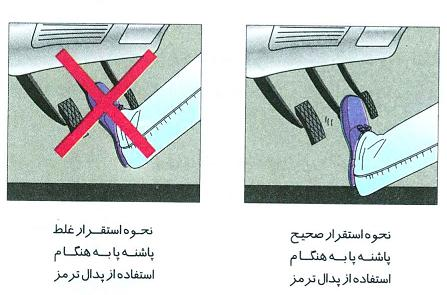 نحوه استقرار صحیح
پاشنه پا به هنگام
استفاده از پدال ترمز
نحوه استقرار غلط
پاشنه پا به هنگام
استفاده از پدال ترمز